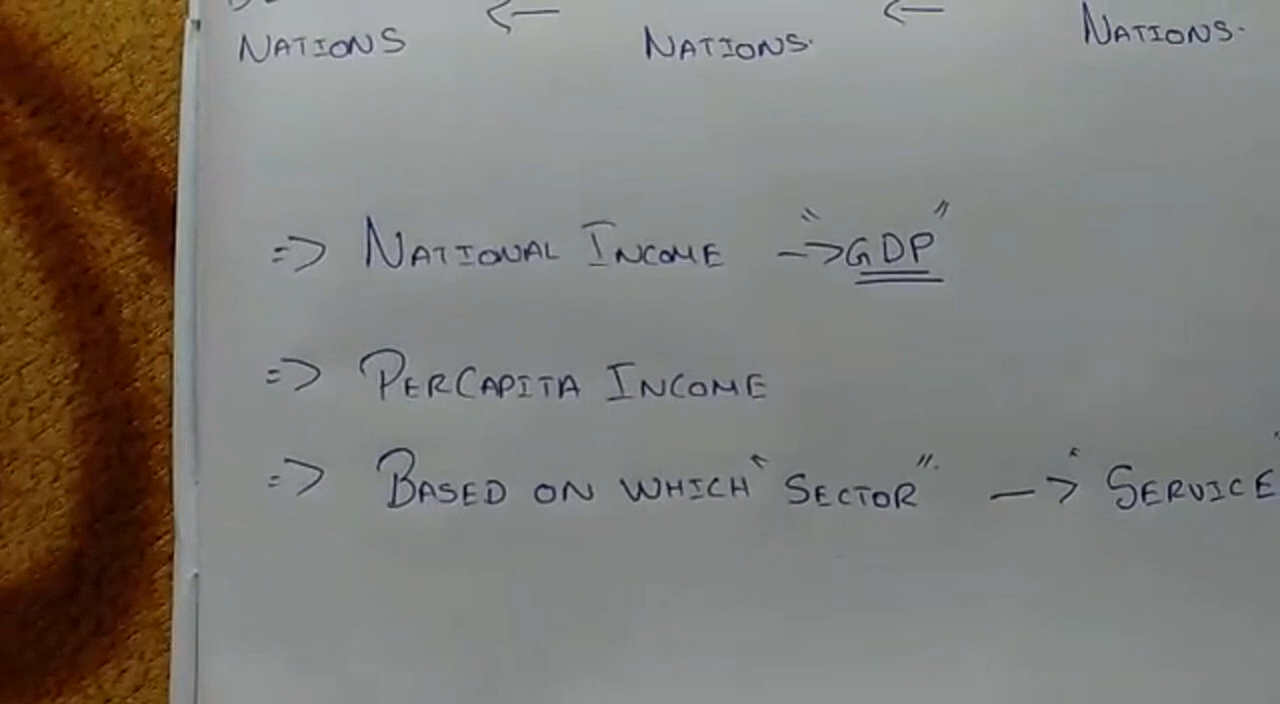 NATIONS ← NATIONS. ← NATIONS.
=> NATIONAL INCOME -> "GDP"
=> PERCAPITA INCOME
=> BASED ON WHICH "SECTOR". -> "SERVICE"